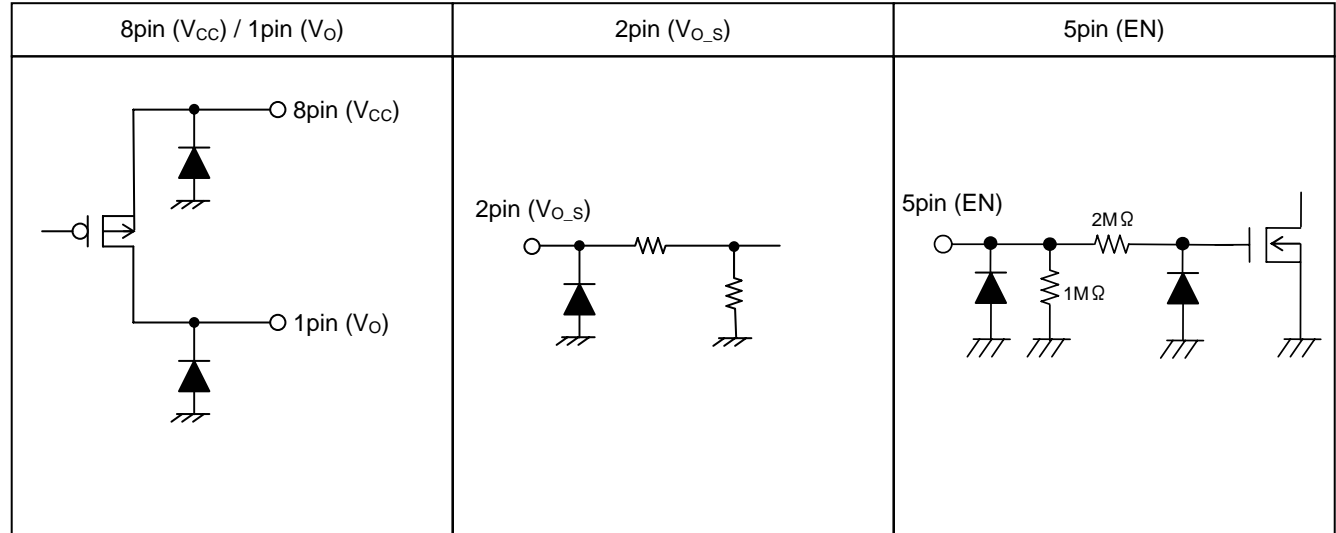 8pin (VCC) / 1pin (VO)
2pin (VO_S)
5pin (EN)
8pin (VCC)
1pin (VO)
2pin (VO_S)
5pin (EN)
2MΩ
1MΩ